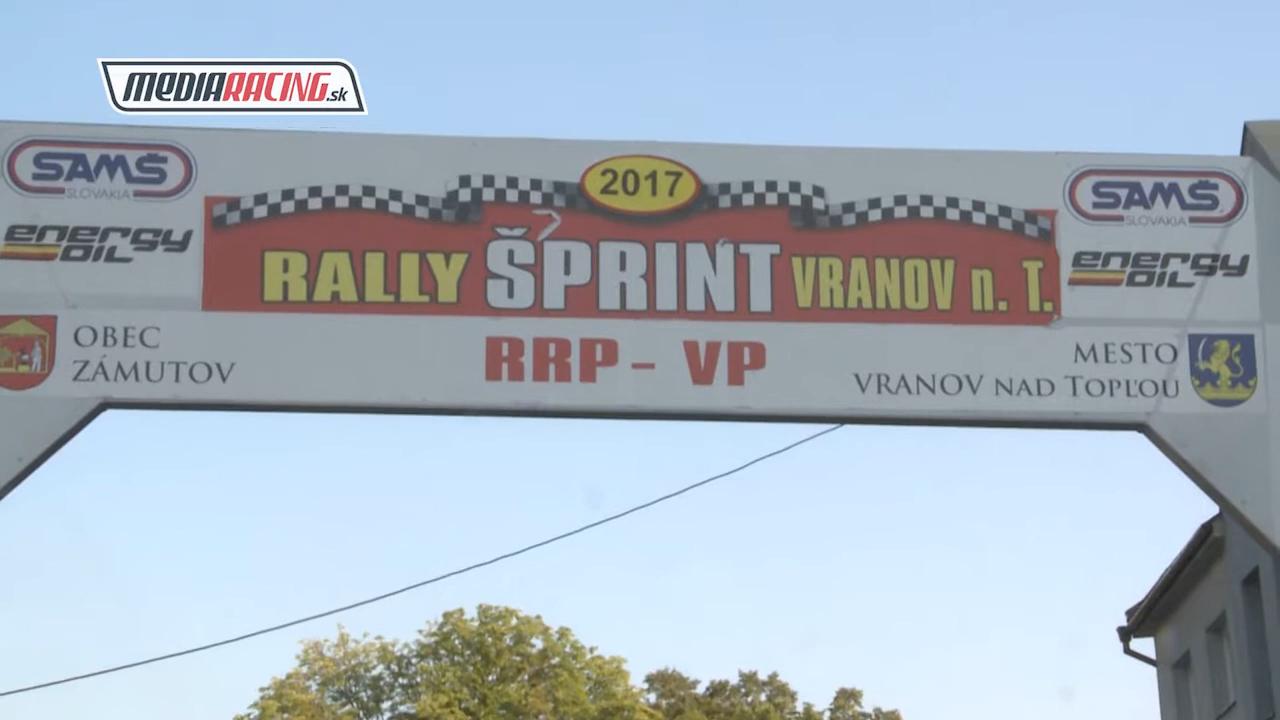 MEDIARACING.sk
SAMŠ
SLOVAKIA
energy
OIL
2017
RALLY ŠPRINT VRANOV n. T.
SAMŠ
SLOVAKIA
energy
OIL
OBEC
ZÁMUTOV
RRP - VP
MESTO
VRANOV NAD TOPĽOU